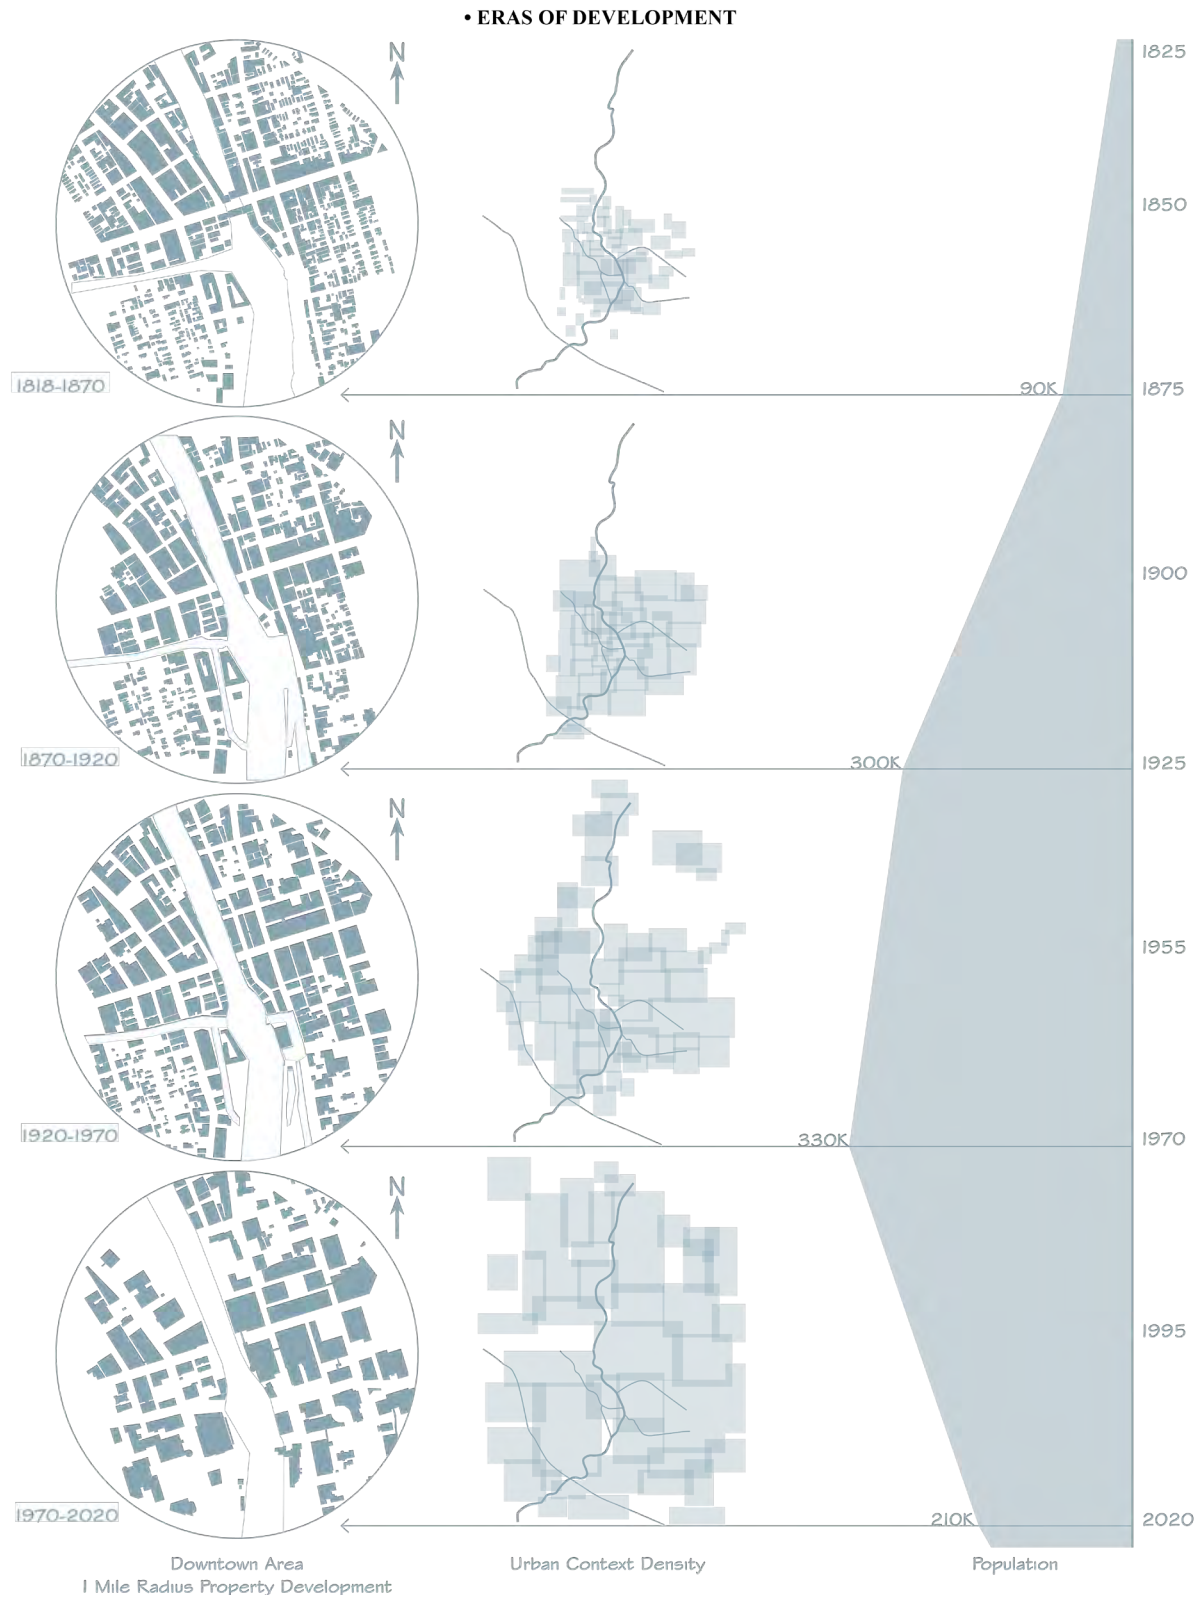 • ERAS OF DEVELOPMENT
N
1825
1850
1818-1870
90K
1875
N
1900
1870-1920
300K
1925
N
1955
1920-1970
330K
1970
N
1995
1970-2020
210K
2020
Downtown Area
1 Mile Radius Property Development
Urban Context Density
Population